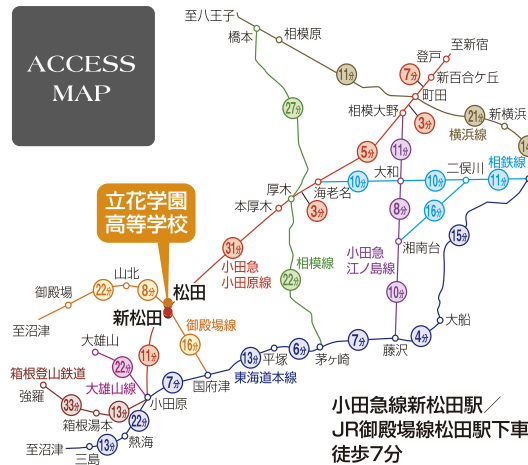 ACCESS
MAP
至八王子
橋本
相模原
11分
登戸
至新宿
7分
新百合ケ丘
町田
27分
相模大野
3分
21分
新横浜
横浜線
5分
11分
14
相鉄線
大和
二俣川
10分
10分
11分
厚木
海老名
本厚木
3分
8分
16分
15分
立花学園
高等学校
31分
小田急
小田原線
小田急
江ノ島線
湘南台
相模線
22分
10分
山北
御殿場
22分
8分
松田
新松田
至沼津
御殿場線
16分
大船
大雄山
11分
22分
大雄山線
13分
平塚
6分
茅ヶ崎
7分
藤沢
4分
東海道本線
国府津
7分
箱根登山鉄道
強羅
33分
13分
小田原
箱根湯本
22分
至沼津
13分
熱海
三島
小田急線新松田駅／
JR御殿場線松田駅下車
徒歩7分